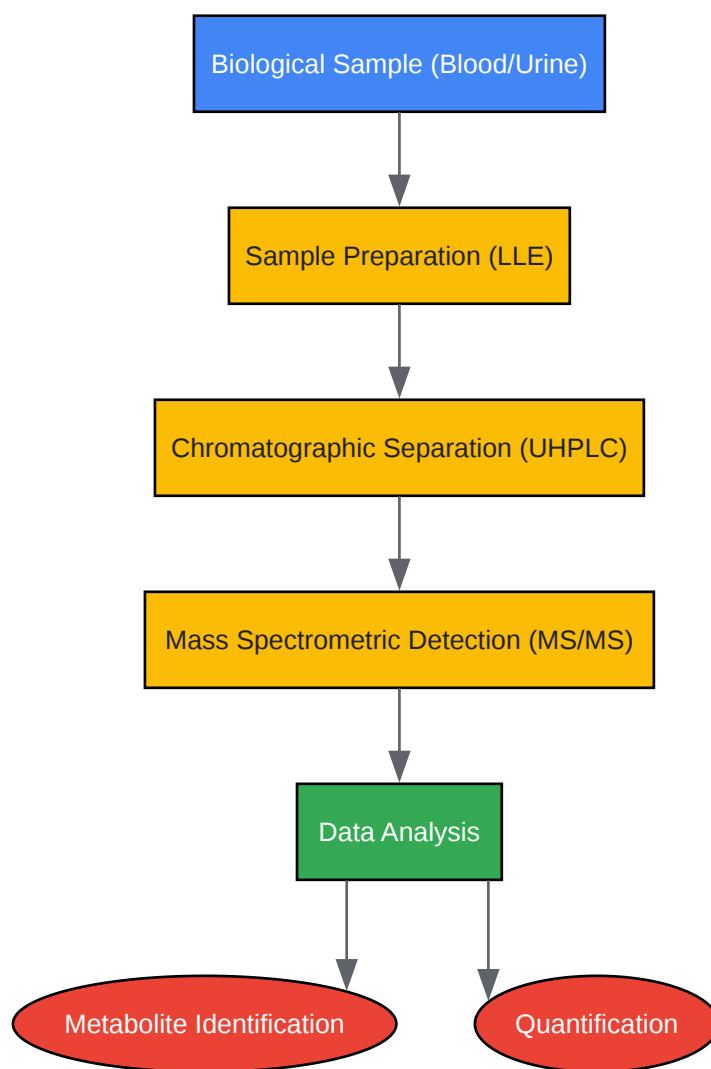 Biological Sample (Blood/Urine)
Sample Preparation (LLE)
Chromatographic Separation (UHPLC)
Mass Spectrometric Detection (MS/MS)
Data Analysis
Metabolite Identification
Quantification